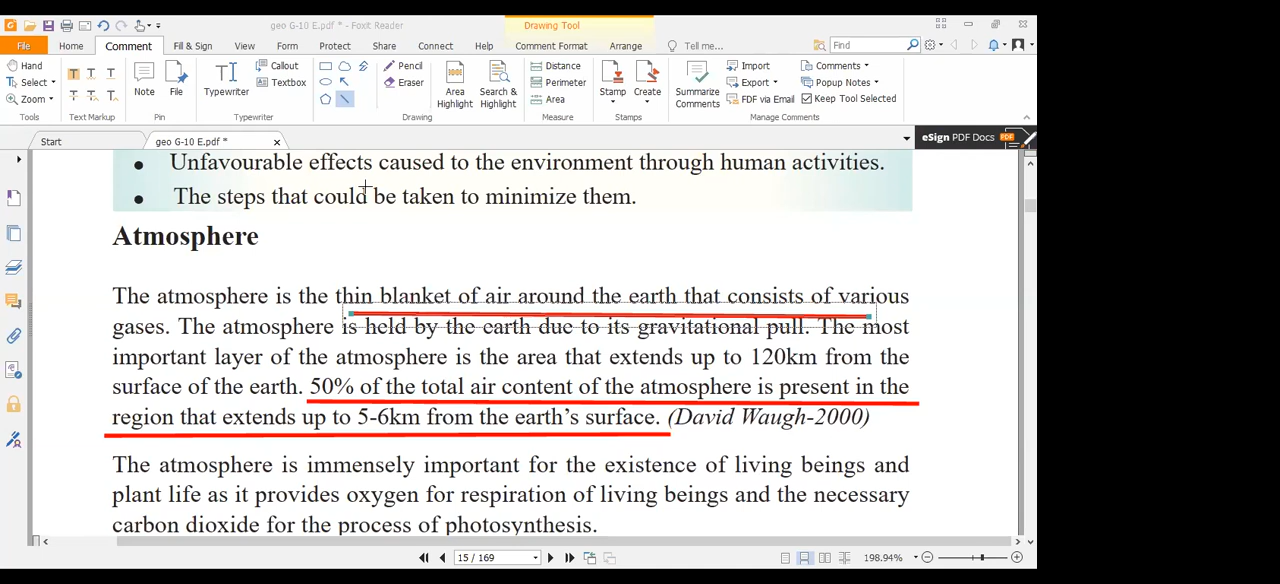 geo G-10 E.pdf * - Foxit Reader
Drawing Tool
File Home Comment Fill & Sign View Form Protect Share Connect Help Comment Format Arrange Tell me... Find
Hand
Select
Zoom
Tools
Text Markup
Note
File
Pin
Typewriter
Callout
Textbox
Typewriter
Pencil
Eraser
Area Highlight
Search & Highlight
Drawing
Distance
Perimeter
Area
Measure
Stamp
Create
Stamps
Summarize Comments
Import
Export
FDF via Email
Comments
Popup Notes
Keep Tool Selected
Manage Comments
Start
geo G-10 E.pdf *
eSign PDF Docs
• Unfavourable effects caused to the environment through human activities.
• The steps that could be taken to minimize them.
Atmosphere
The atmosphere is the thin blanket of air around the earth that consists of various
gases. The atmosphere is held by the earth due to its gravitational pull. The most
important layer of the atmosphere is the area that extends up to 120km from the
surface of the earth. 50% of the total air content of the atmosphere is present in the
region that extends up to 5-6km from the earth's surface. (David Waugh-2000)
The atmosphere is immensely important for the existence of living beings and
plant life as it provides oxygen for respiration of living beings and the necessary
carbon dioxide for the process of photosynthesis.
15 / 169
198.94%